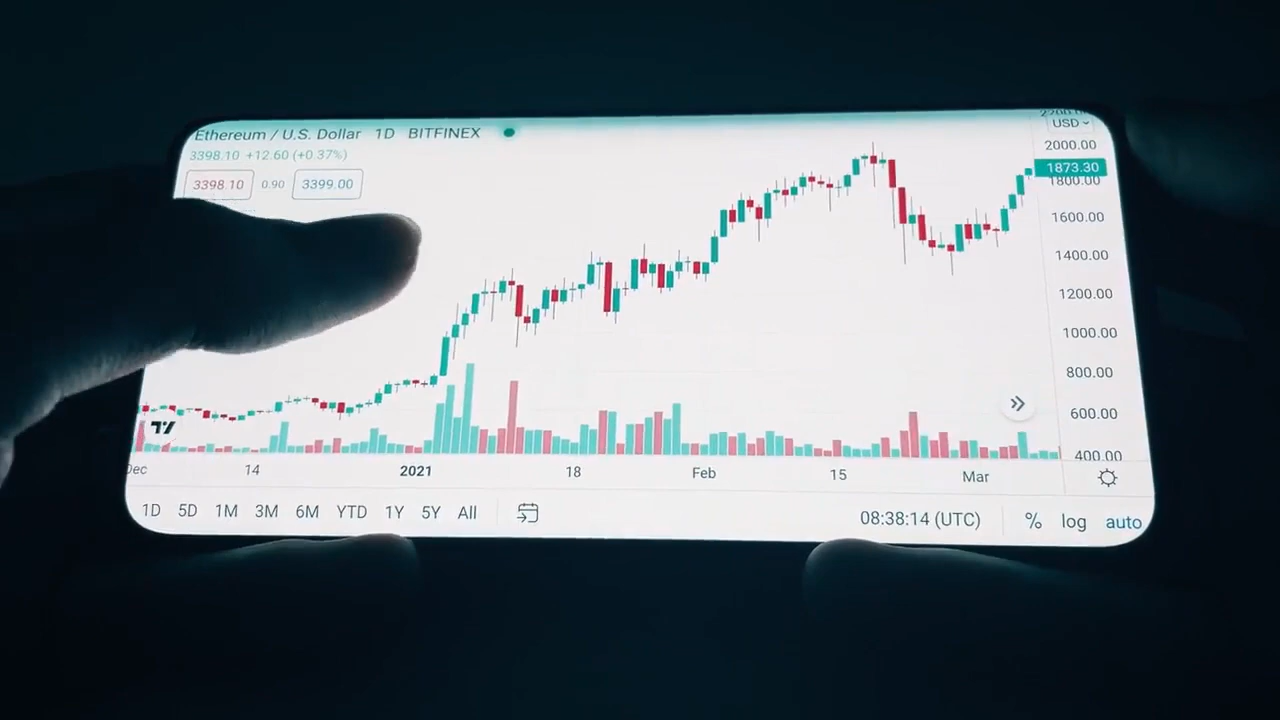 Ethereum / U.S. Dollar 1D BITFINEX
3398.10 +12.60 (+0.37%)
3398.10 0.90 3399.00
USD
2000.00
1873.30
1800.00
1600.00
1400.00
1200.00
1000.00
800.00
600.00
400.00
Dec 14 2021 18 Feb 15 Mar
1D 5D 1M 3M 6M YTD 1Y 5Y All 08:38:14 (UTC) % log auto